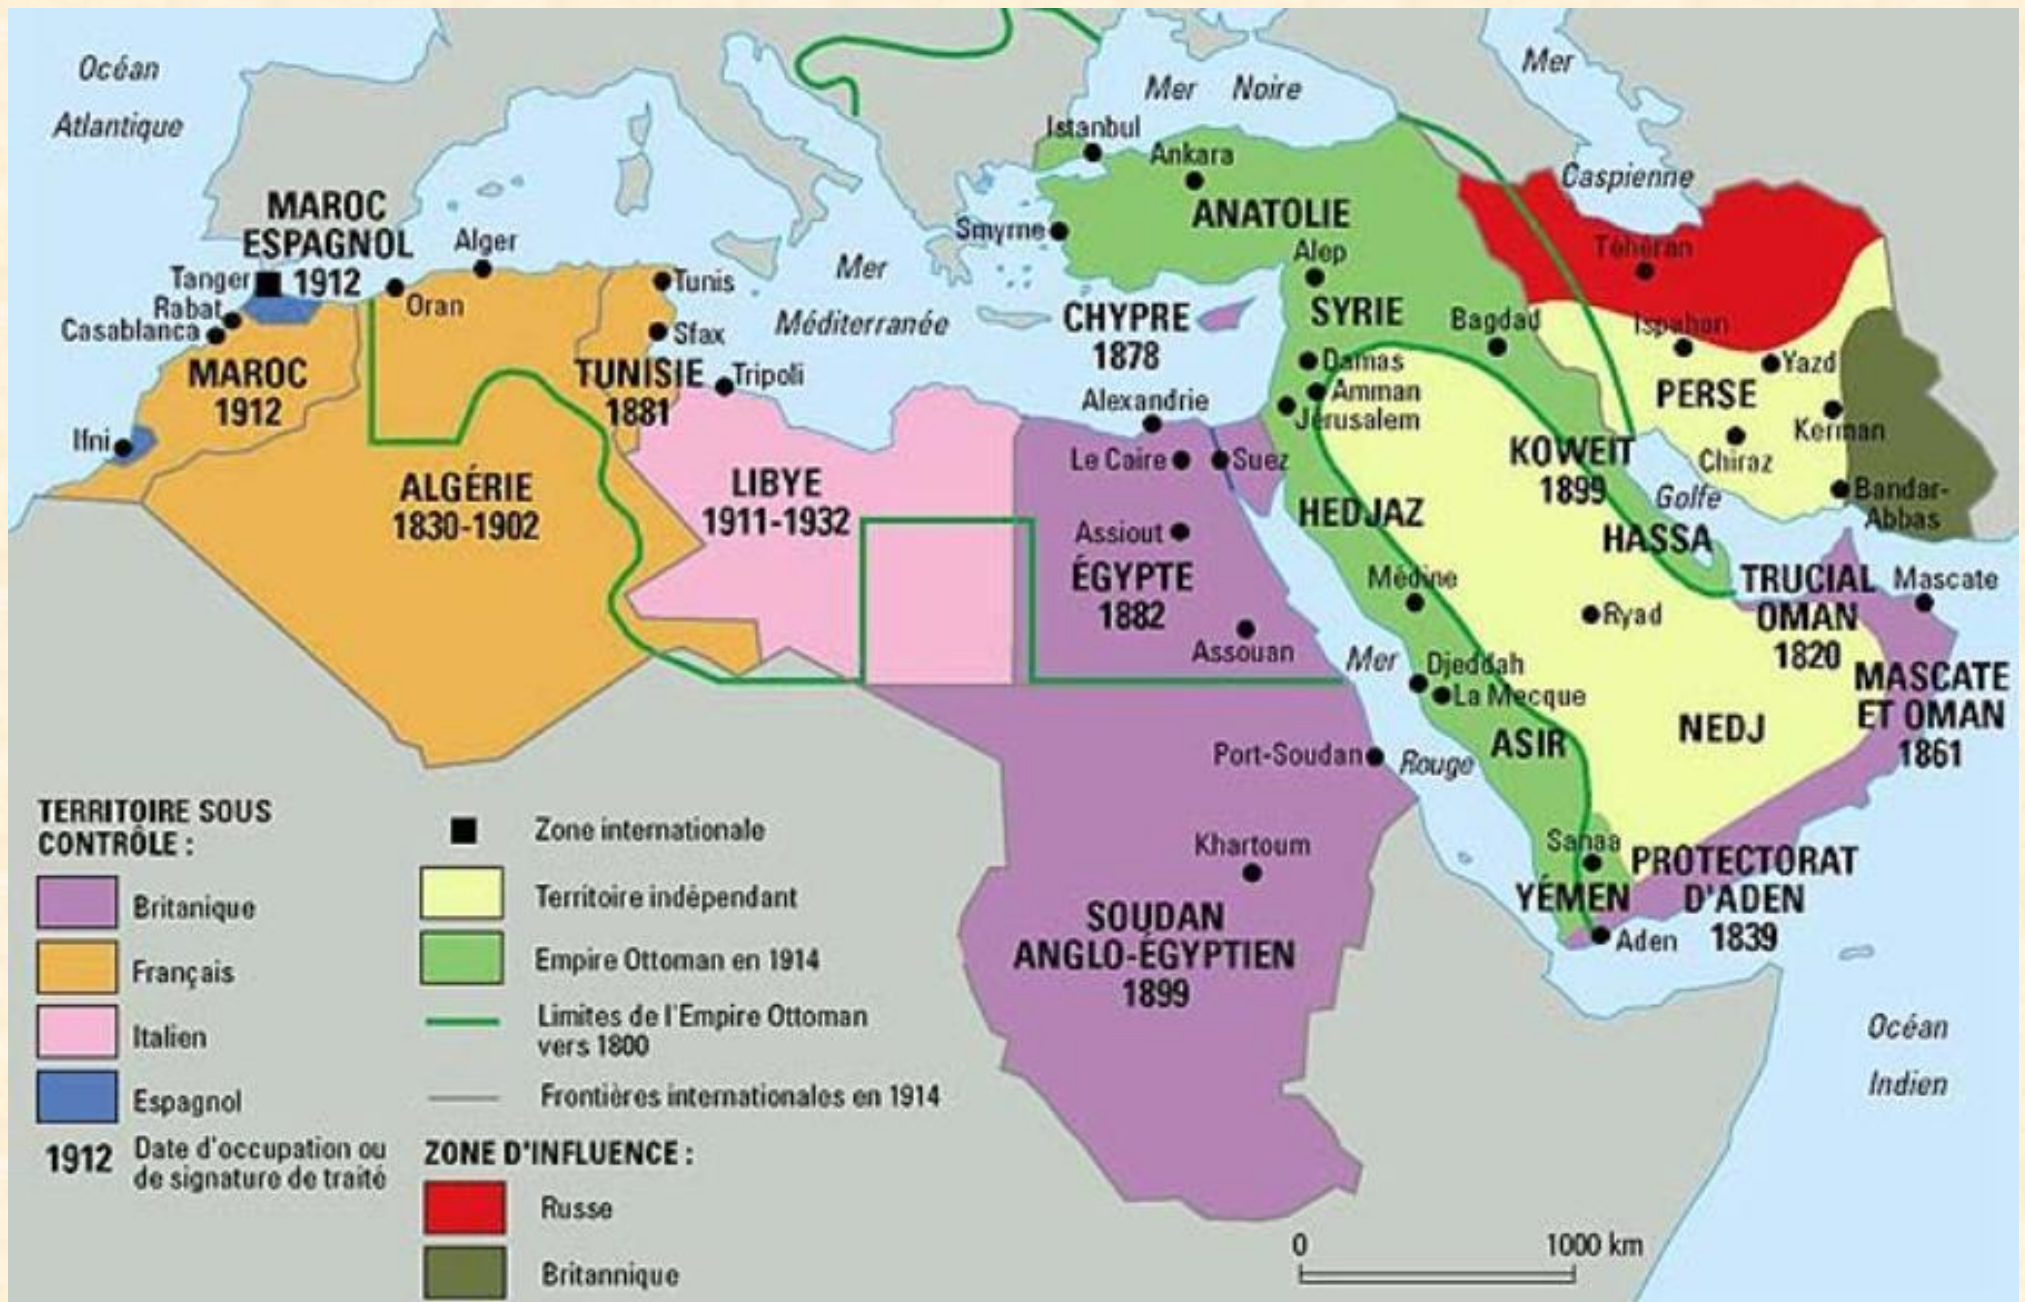 Océan
Atlantique
Mer Noire
Mer
Caspienne
Istanbul
Ankara
ANATOLIE
Smyrne
Alep
MAROC
ESPAGNOL
1912
Tanger
Rabat
Casablanca
Alger
Oran
Tunis
Sfax
Mer
Méditerranée
CHYPRE
1878
SYRIE
Bagdad
Téhéran
Ispahan
Yazd
MAROC
1912
TUNISIE
1881
Tripoli
Alexandrie
Damas
Amman
Jérusalem
PERSE
Kerman
Chiraz
Bandar-
Abbas
Ifni
ALGÉRIE
1830-1902
LIBYE
1911-1932
Le Caire
Suez
KOWEIT
1899
Golfe
HEDJAZ
HASSA
Assiout
ÉGYPTE
1882
Assouan
Médine
Ryad
TRUCIAL
OMAN
1820
Mascate
MASCATE
ET OMAN
1861
Mer
Rouge
Djeddah
La Mecque
ASIR
NEDJ
Port-Soudan
Khartoum
SOUDAN
ANGLO-ÉGYPTIEN
1899
Sanaa
YÉMEN
PROTECTORAT
D'ADEN
1839
Aden
Océan
Indien
TERRITOIRE SOUS
CONTRÔLE :
Britanique
Français
Italien
Espagnol
1912 Date d'occupation ou
de signature de traité
Zone internationale
Territoire indépendant
Empire Ottoman en 1914
Limites de l'Empire Ottoman
vers 1800
Frontières internationales en 1914
ZONE D'INFLUENCE :
Russe
Britannique
0 1000 km